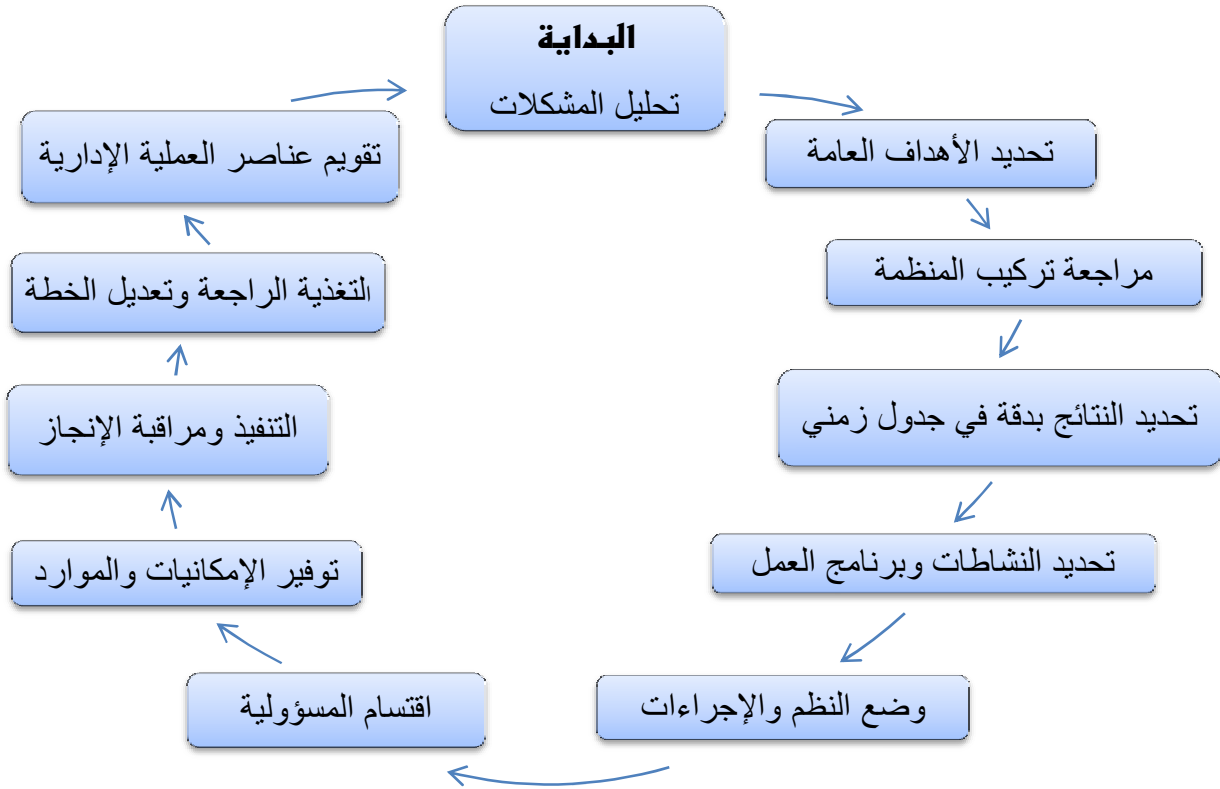 البداية
تحليل المشكلات
تحديد الأهداف العامة
مراجعة تركيب المنظمة
تحديد النتائج بدقة في جدول زمني
تحديد النشاطات وبرنامج العمل
وضع النظم والإجراءات
اقتسام المسؤولية
توفير الإمكانيات والموارد
التنفيذ ومراقبة الإنجاز
التغذية الراجعة وتعديل الخطة
تقويم عناصر العملية الإدارية